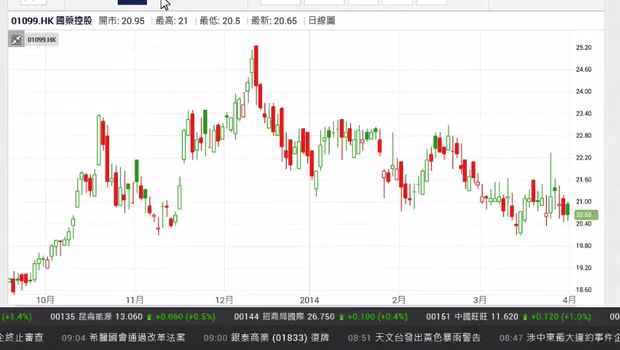 01099.HK 國藥控股 開市: 20.95 最高: 21 最低: 20.5 最新: 20.65 日線圖
01099.HK
25.20
24.60
24.00
23.40
22.80
22.20
21.60
21.00
20.65
20.40
19.80
19.20
18.60
10月 11月 12月 2014 2月 3月 4月
(+1.4%) 00135 昆侖能源 13.060 +0.060 (+0.5%) 00144 招商局國際 26.750 +0.100 (+0.4%) 00151 中國旺旺 11.620 +0.120 (+1.0%) 00
企終止審查 09:04 希臘國會通過改革法案 09:00 銀泰商業 (01833) 復牌 08:51 天文台發出黃色暴雨警告 08:47 涉中東最大違約事件企